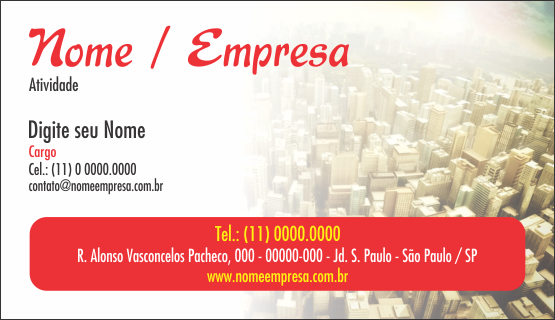 Nome / Empresa
Atividade
Digite seu Nome
Cargo
Cel.: (11) 0 0000.0000
contato@nomeempresa.com.br
Tel.: (11) 0000.0000
R. Alonso Vasconcelos Pacheco, 000 - 00000-000 - Jd. S. Paulo - São Paulo / SP
www.nomeempresa.com.br